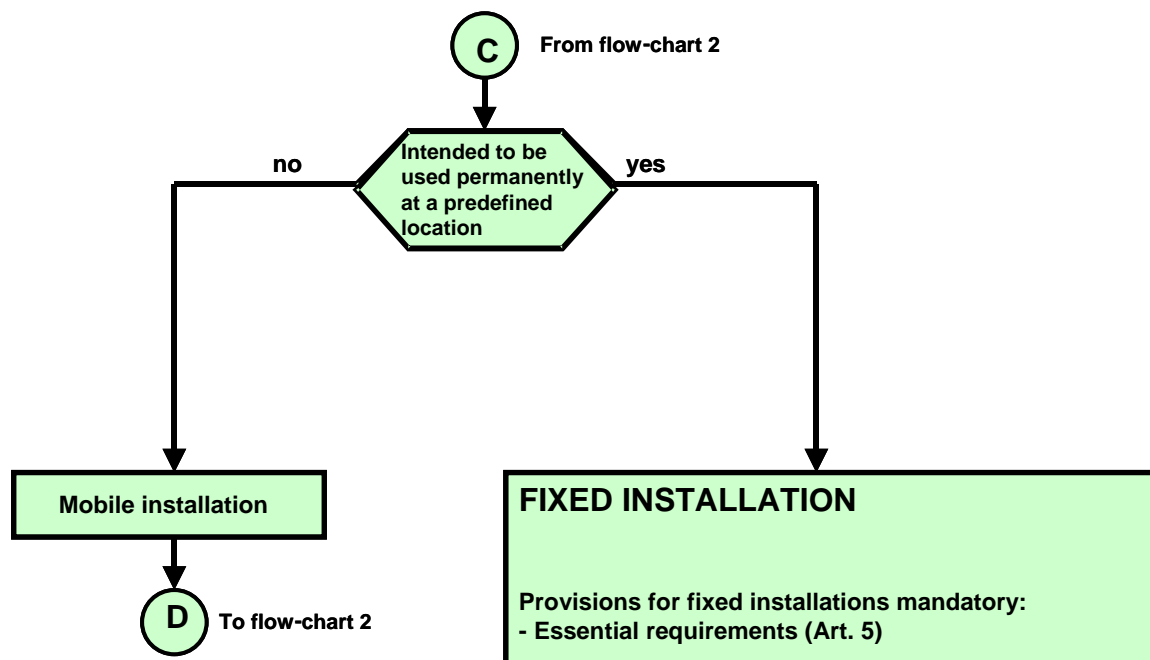 C
From flow-chart 2
Intended to be
used permanently
at a predefined
location
no
yes
Mobile installation
D
To flow-chart 2
FIXED INSTALLATION
Provisions for fixed installations mandatory:
- Essential requirements (Art. 5)